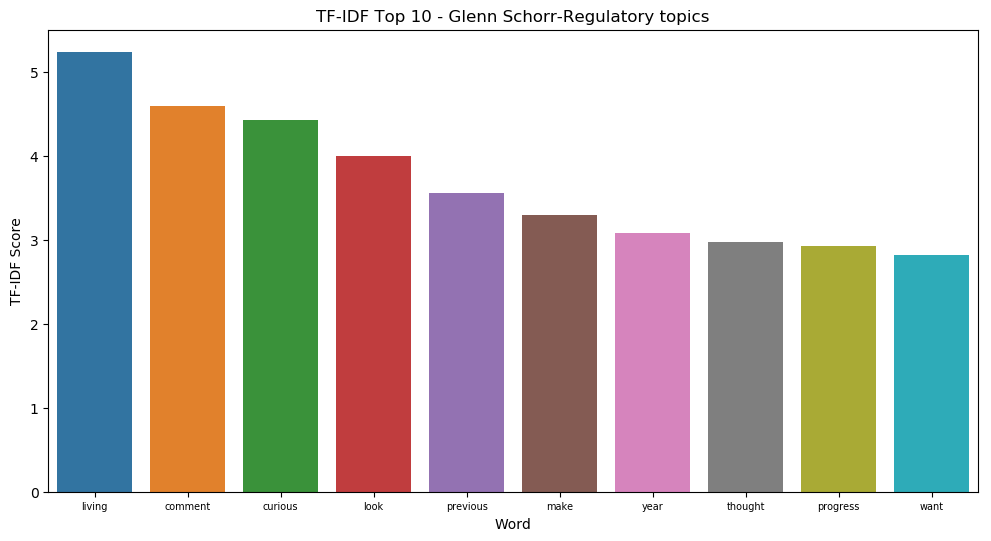 TF-IDF Top 10 - Glenn Schorr-Regulatory topics
TF-IDF Score
5
4
3
2
1
0
living comment curious look previous make year thought progress want
Word